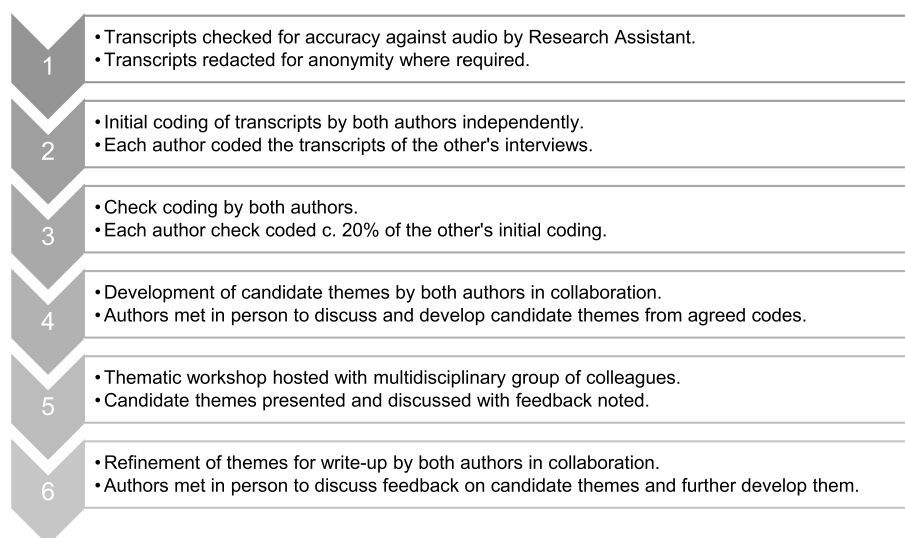 1
• Transcripts checked for accuracy against audio by Research Assistant.
• Transcripts redacted for anonymity where required.
2
• Initial coding of transcripts by both authors independently.
• Each author coded the transcripts of the other's interviews.
3
• Check coding by both authors.
• Each author check coded c. 20% of the other's initial coding.
4
• Development of candidate themes by both authors in collaboration.
• Authors met in person to discuss and develop candidate themes from agreed codes.
5
• Thematic workshop hosted with multidisciplinary group of colleagues.
• Candidate themes presented and discussed with feedback noted.
6
• Refinement of themes for write-up by both authors in collaboration.
• Authors met in person to discuss feedback on candidate themes and further develop them.